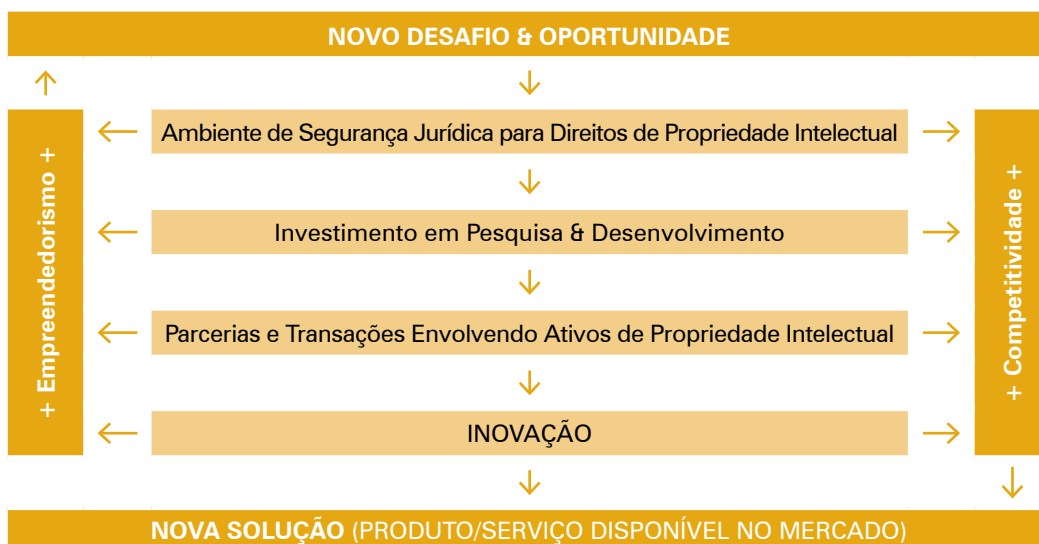 NOVO DESAFIO & OPORTUNIDADE
Ambiente de Segurança Jurídica para Direitos de Propriedade Intelectual
Investimento em Pesquisa & Desenvolvimento
Parcerias e Transações Envolvendo Ativos de Propriedade Intelectual
INOVAÇÃO
+ Empreendedorismo +
+ Competitividade +
NOVA SOLUÇÃO (PRODUTO/SERVIÇO DISPONÍVEL NO MERCADO)